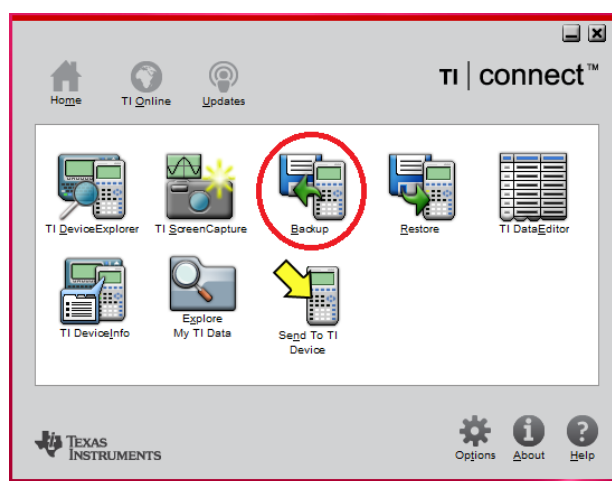 TI | connect™
Home
TI Online
Updates
TI DeviceExplorer
TI ScreenCapture
Backup
Restore
TI DataEditor
TI DeviceInfo
Explore
My TI Data
Send To TI
Device
TEXAS
INSTRUMENTS
Options
About
Help